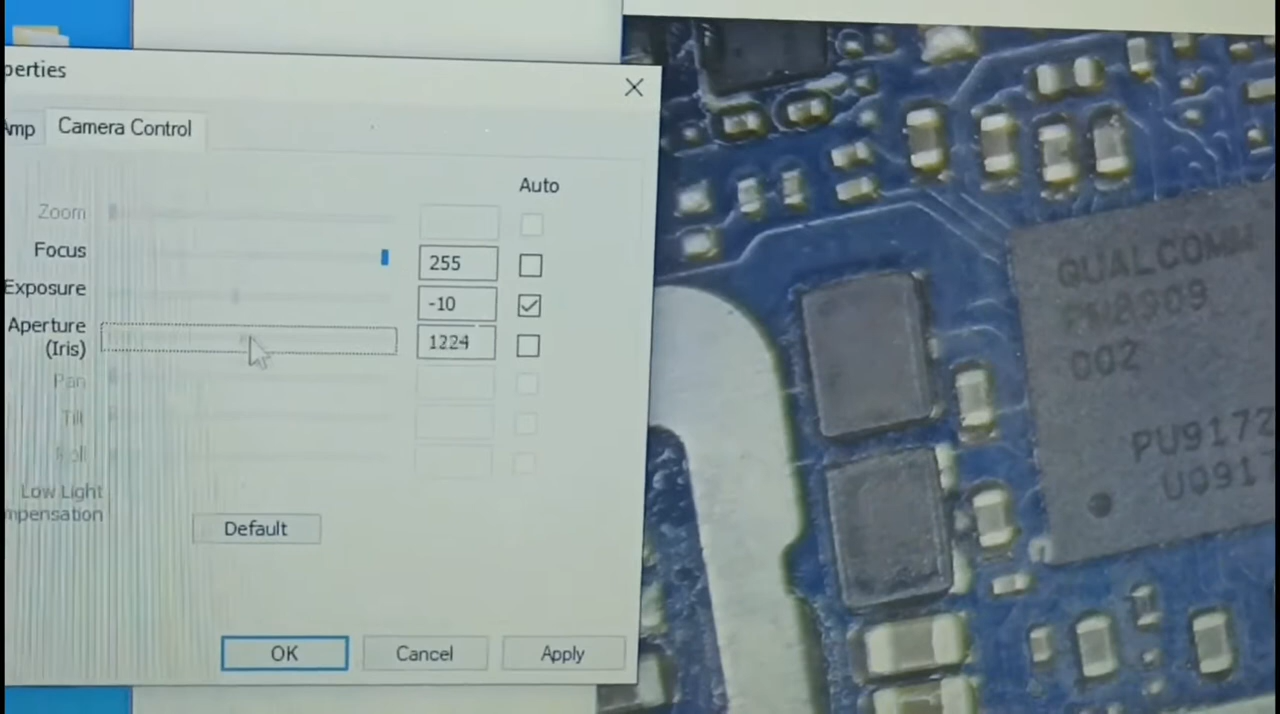 perties
Amp
Camera Control
Auto
Zoom
Focus
255
Exposure
-10
Aperture
(Iris)
1224
Pan
Tilt
Roll
Low Light
mpensation
Default
OK
Cancel
Apply
QUALCOMM
PM8909
002
PU9172
U0917